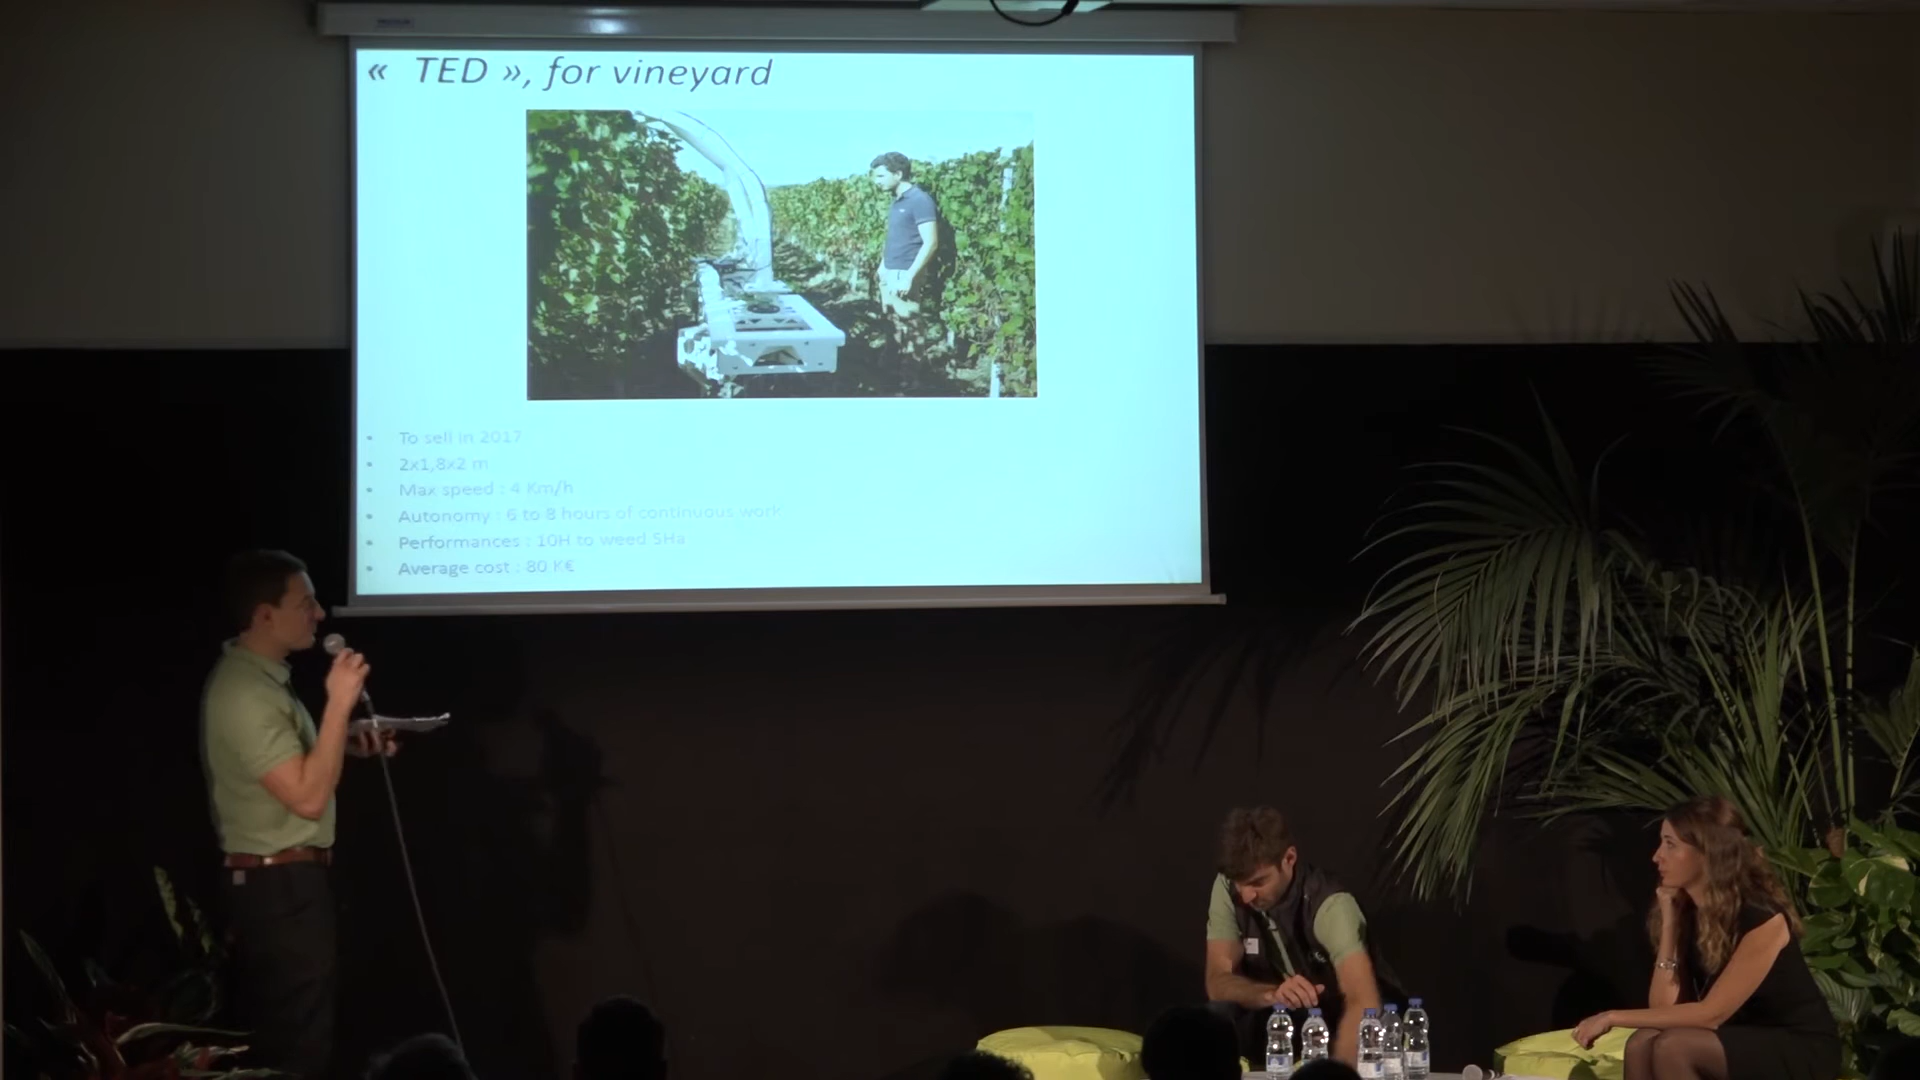 « TED », for vineyard
• To sell in 2017
• 2x1,8x2 m
• Max speed : 4 Km/h
• Autonomy : 6 to 8 hours of continuous work
• Performances : 10H to weed 5Ha
• Average cost : 80 K€